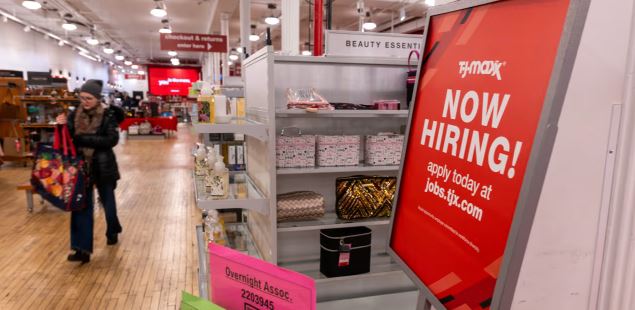 checkout & returns
enter here
BEAUTY ESSENTI
T·J·maxx®
NOW
HIRING!
apply today at
jobs.tjx.com
Overnight Assoc.
2203945